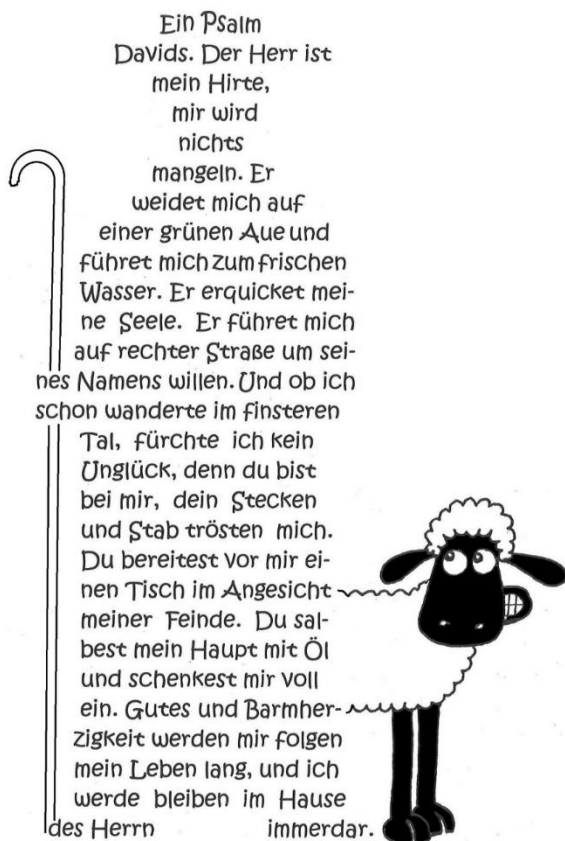 Ein Psalm
Davids. Der Herr ist
mein Hirte,
mir wird
nichts
mangeln. Er
weidet mich auf
einer grünen Aue und
führet mich zum frischen
Wasser. Er erquicket mei-
ne Seele. Er führet mich
auf rechter Straße um sei-
nes Namens willen. Und ob ich
schon wanderte im finsteren
Tal, fürchte ich kein
Unglück, denn du bist
bei mir, dein Stecken
und Stab trösten mich.
Du bereitest vor mir ei-
nen Tisch im Angesicht
meiner Feinde. Du sal-
best mein Haupt mit Öl
und schenkest mir voll
ein. Gutes und Barmher-
zigkeit werden mir folgen
mein Leben lang, und ich
werde bleiben im Hause
des Herrn immerdar.